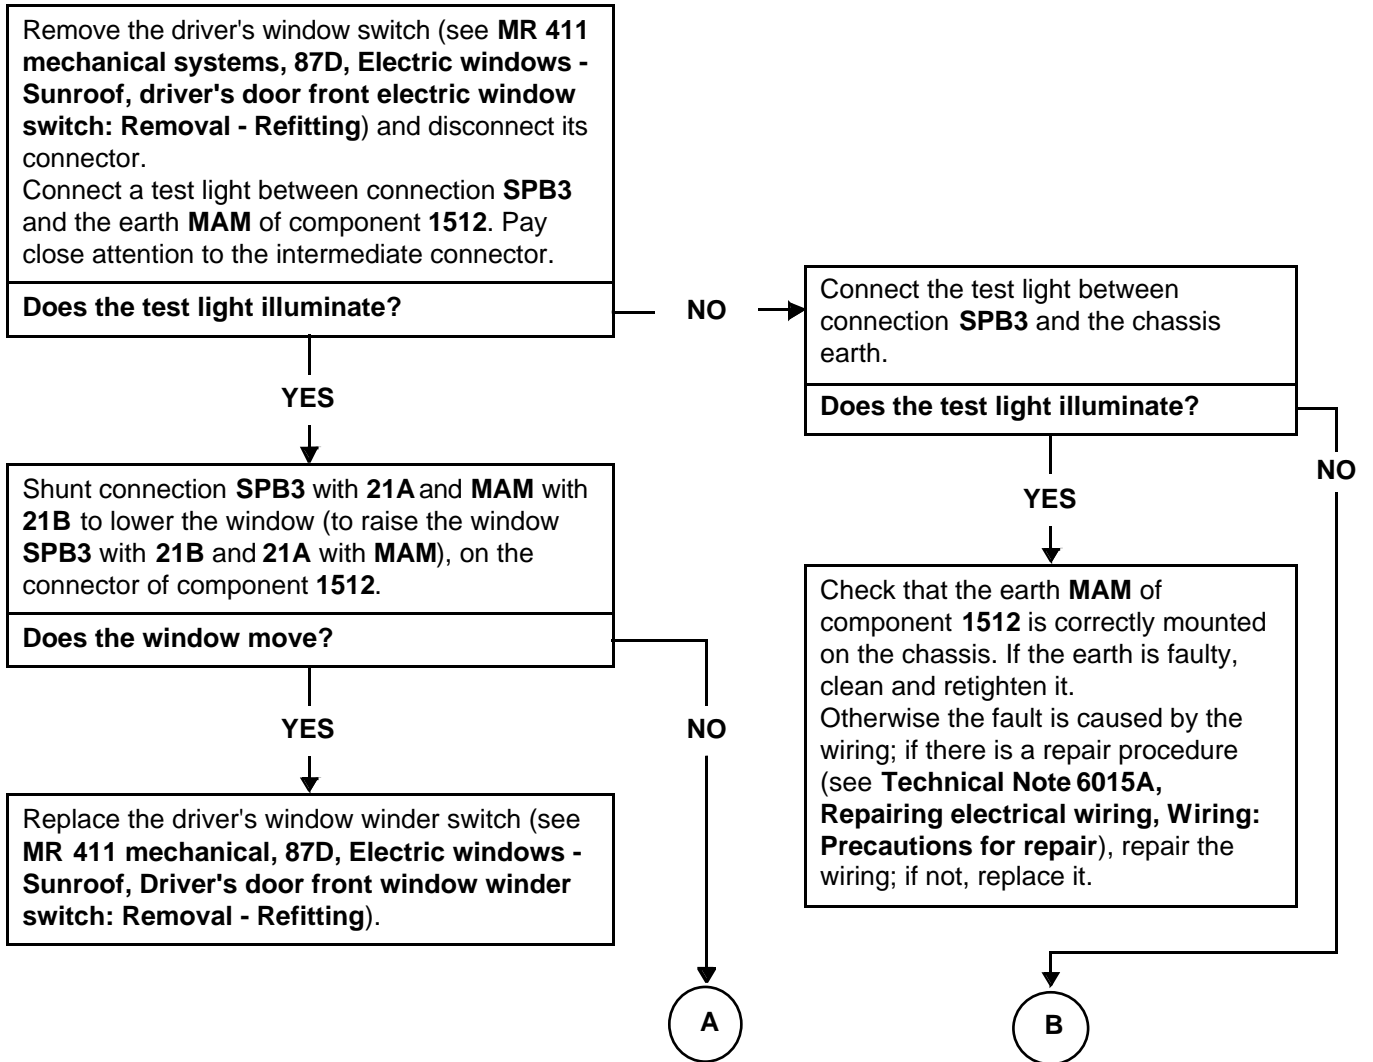 Remove the driver's window switch (see MR 411
mechanical systems, 87D, Electric windows -
Sunroof, driver's door front electric window
switch: Removal - Refitting) and disconnect its
connector.
Connect a test light between connection SPB3
and the earth MAM of component 1512. Pay
close attention to the intermediate connector.
Does the test light illuminate?
NO
YES
Connect the test light between
connection SPB3 and the chassis
earth.
Does the test light illuminate?
NO
YES
Shunt connection SPB3 with 21A and MAM with
21B to lower the window (to raise the window
SPB3 with 21B and 21A with MAM), on the
connector of component 1512.
Does the window move?
YES
NO
Check that the earth MAM of
component 1512 is correctly mounted
on the chassis. If the earth is faulty,
clean and retighten it.
Otherwise the fault is caused by the
wiring; if there is a repair procedure
(see Technical Note 6015A,
Repairing electrical wiring, Wiring:
Precautions for repair), repair the
wiring; if not, replace it.
Replace the driver's window winder switch (see
MR 411 mechanical, 87D, Electric windows -
Sunroof, Driver's door front window winder
switch: Removal - Refitting).
A
B